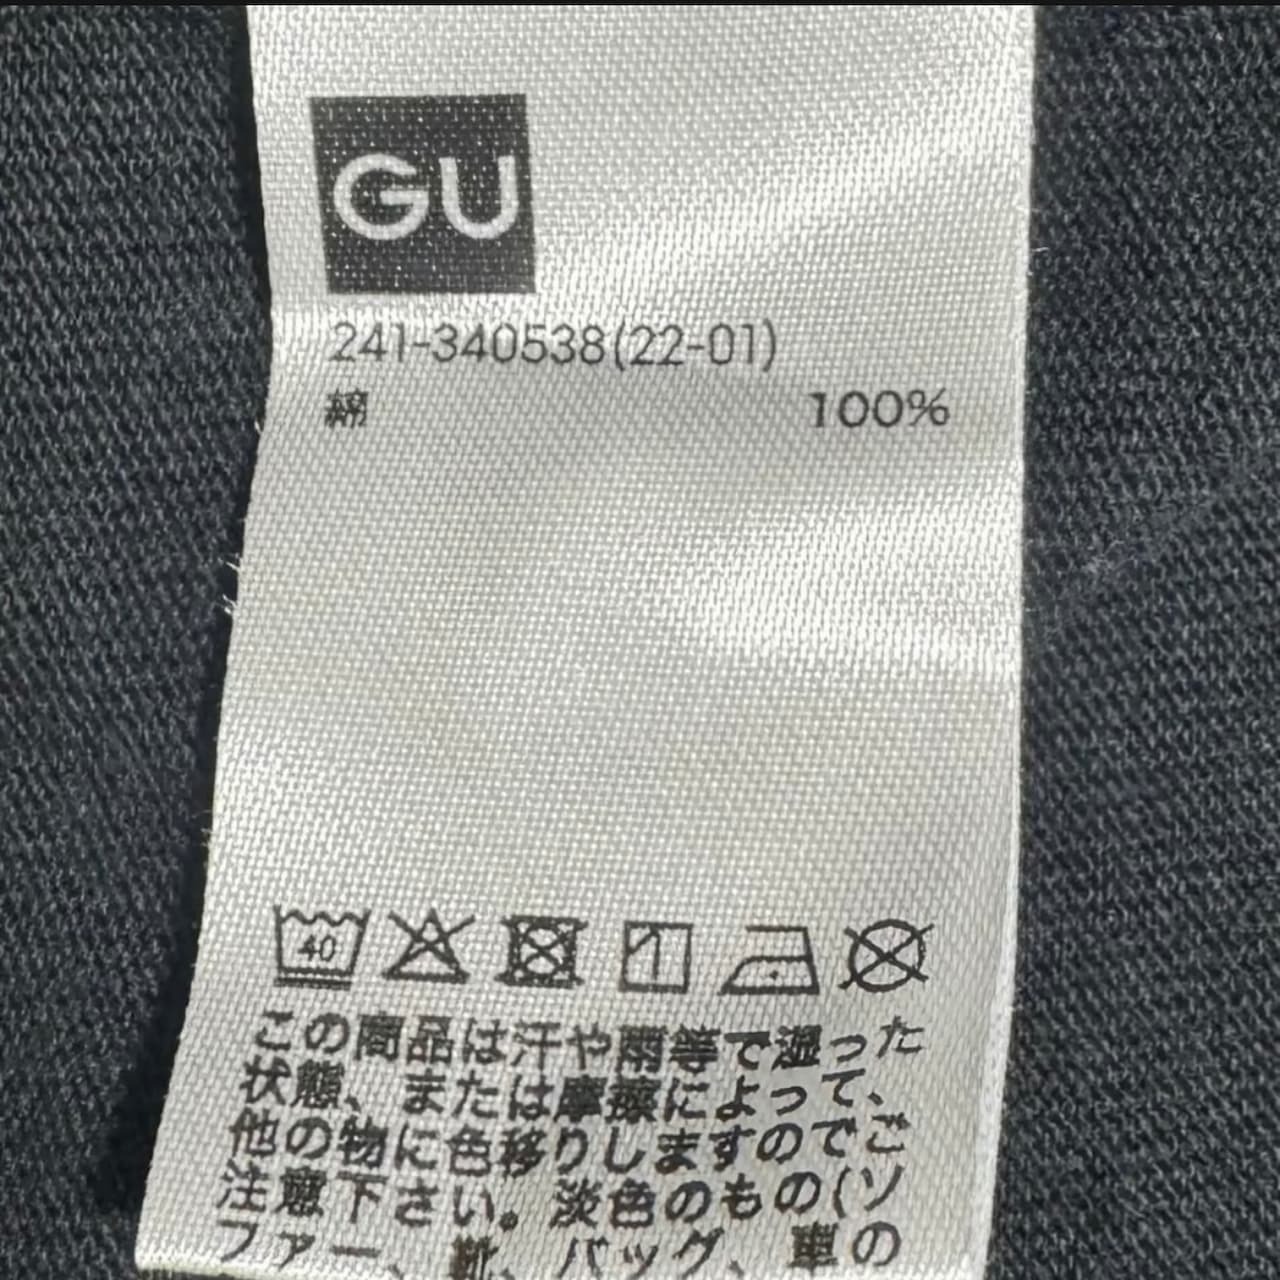 GU
241-340538(22-01)
綿 100%
40
この商品は汗や雨等で湿った
状態、または摩擦によって、
他の物に色移りしますのでご
注意下さい。淡色のもの(ソ
ファー、靴、バッグ、車の